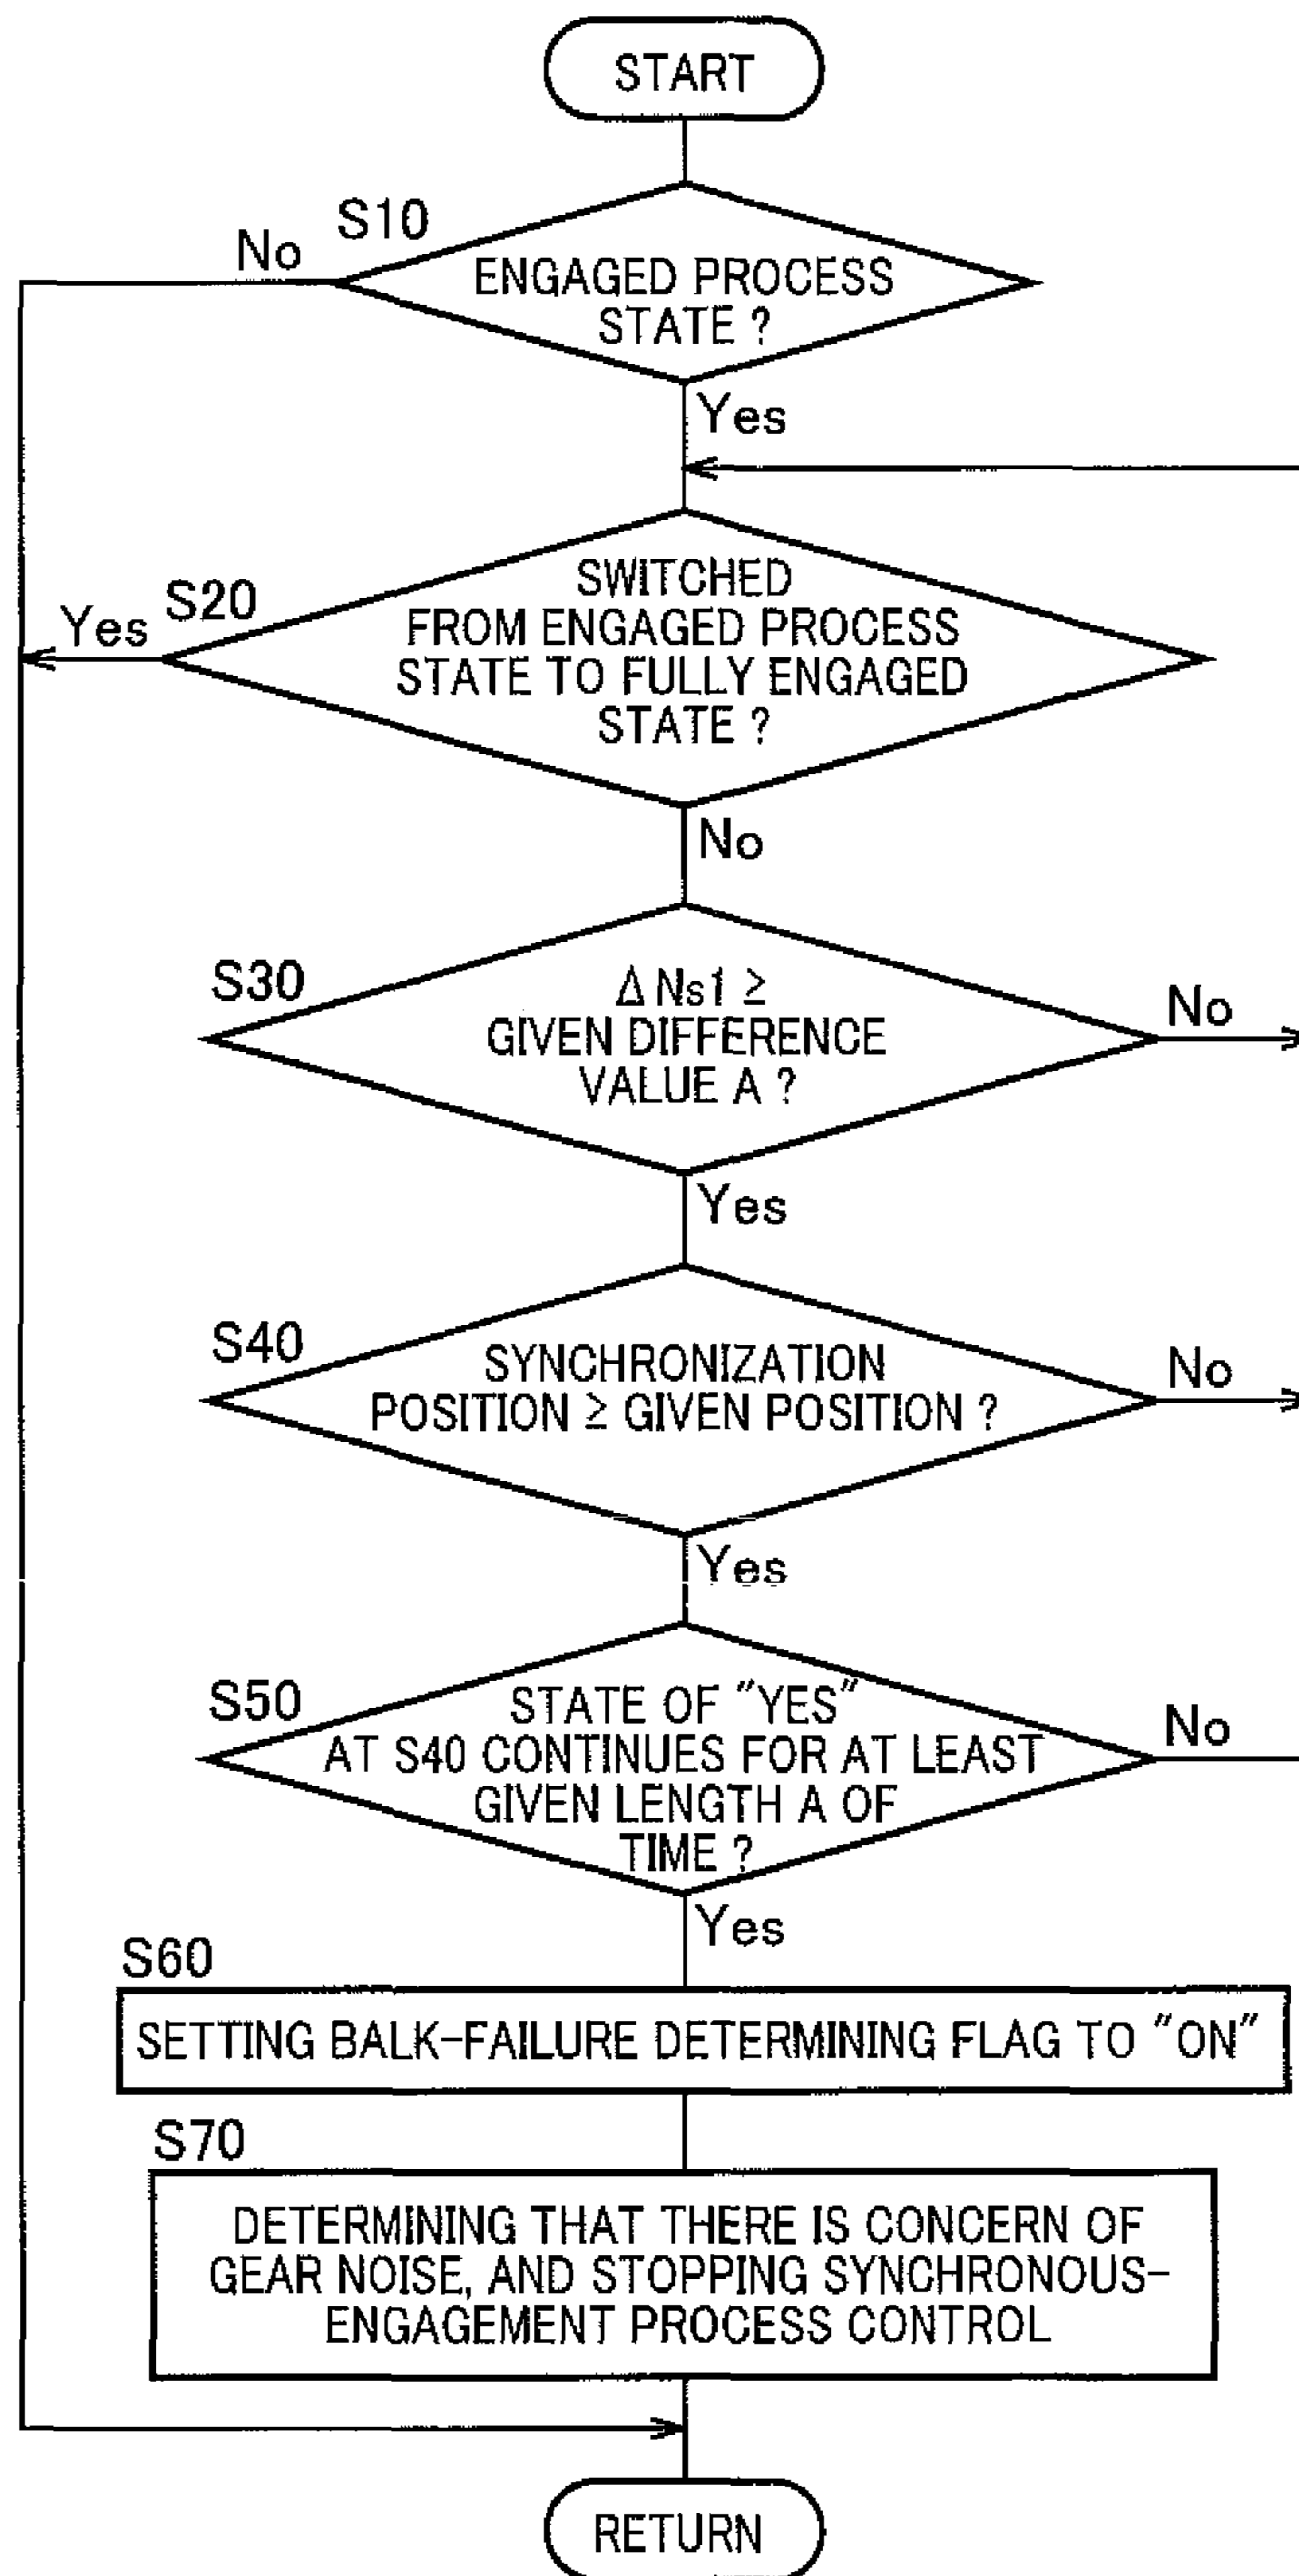 START
S10
No
ENGAGED PROCESS
STATE ?
Yes
S20
Yes
SWITCHED
FROM ENGAGED PROCESS
STATE TO FULLY ENGAGED
STATE ?
No
S30
Δ Ns1 ≥
GIVEN DIFFERENCE
VALUE A ?
No
Yes
S40
SYNCHRONIZATION
POSITION ≥ GIVEN POSITION ?
No
Yes
S50
STATE OF "YES"
AT S40 CONTINUES FOR AT LEAST
GIVEN LENGTH A OF
TIME ?
No
Yes
S60
SETTING BALK-FAILURE DETERMINING FLAG TO "ON"
S70
DETERMINING THAT THERE IS CONCERN OF
GEAR NOISE, AND STOPPING SYNCHRONOUS-
ENGAGEMENT PROCESS CONTROL
RETURN